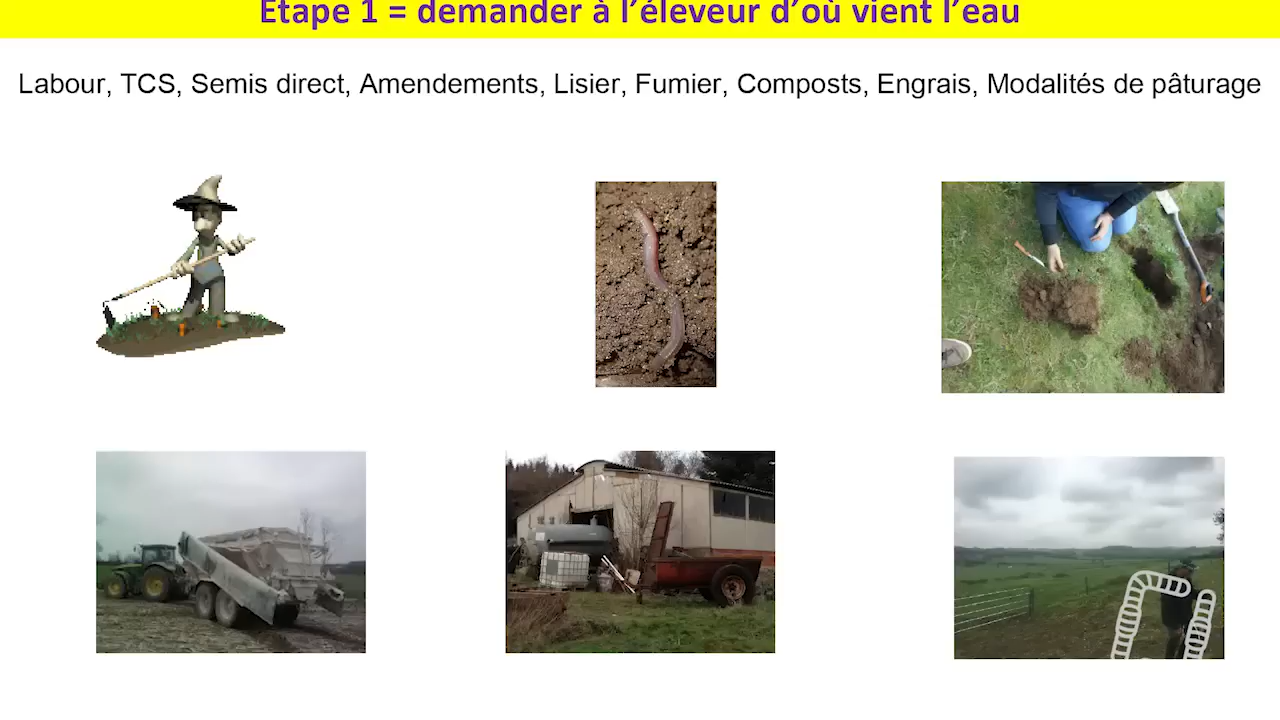 Etape 1 = demander à l’éleveur d’où vient l’eau
Labour, TCS, Semis direct, Amendements, Lisier, Fumier, Composts, Engrais, Modalités de pâturage